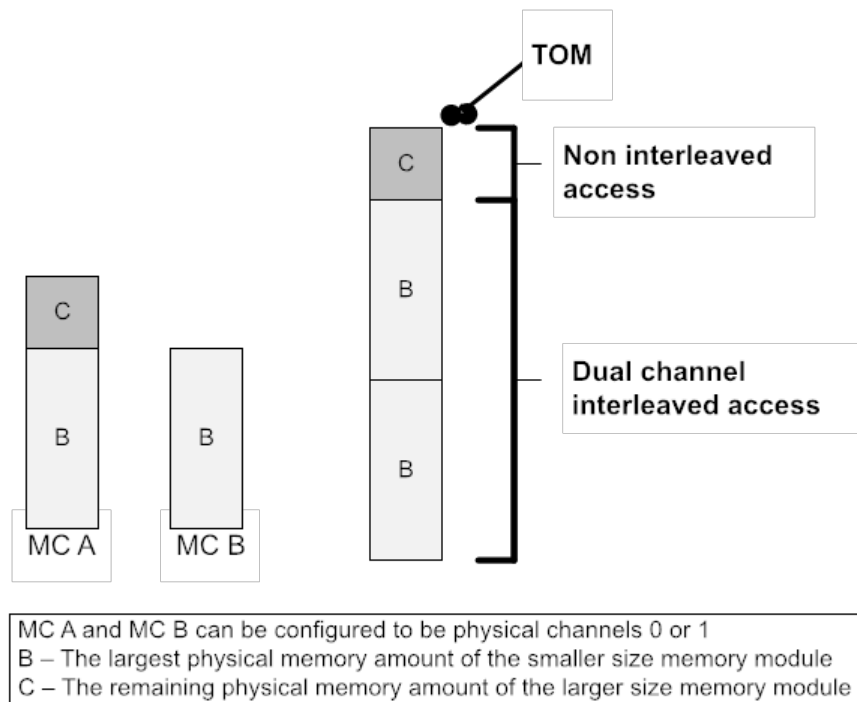 TOM
C
Non interleaved
access
C
B
B
B
Dual channel
interleaved access
B
MC A
MC B
MC A and MC B can be configured to be physical channels 0 or 1
B – The largest physical memory amount of the smaller size memory module
C – The remaining physical memory amount of the larger size memory module